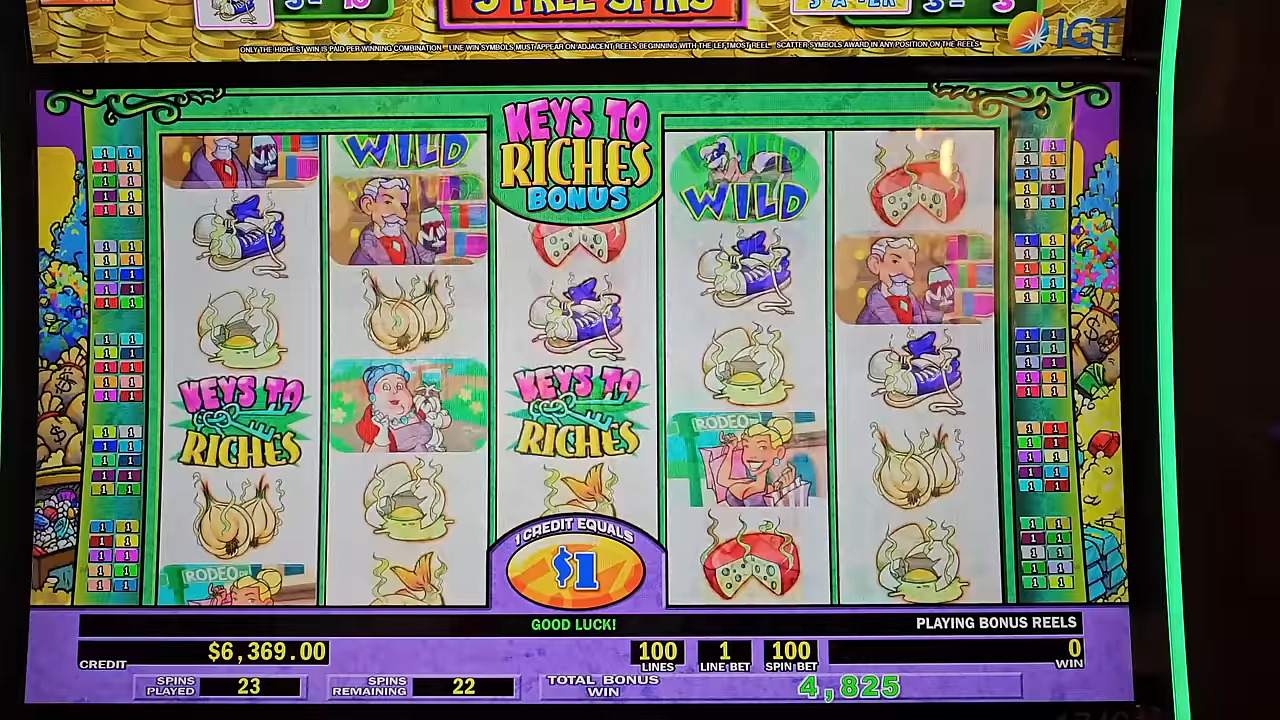 5 FREE SPINS
ONLY THE HIGHEST WIN IS PAID PER WINNING COMBINATION. LINE WIN SYMBOLS MUST APPEAR ON ADJACENT REELS BEGINNING WITH THE LEFTMOST REEL. SCATTER SYMBOLS AWARD IN ANY POSITION ON THE REELS.
IGT
KEYS TO
RICHES
BONUS
WILD
WILD
KEYS TO
RICHES
KEYS TO
RICHES
RODEO
RODEO
1 CREDIT EQUALS
$1
GOOD LUCK!
PLAYING BONUS REELS
CREDIT $6,369.00
100 LINES
1 LINE BET
100 SPIN BET
0 WIN
SPINS PLAYED 23
SPINS REMAINING 22
TOTAL BONUS WIN 4,825